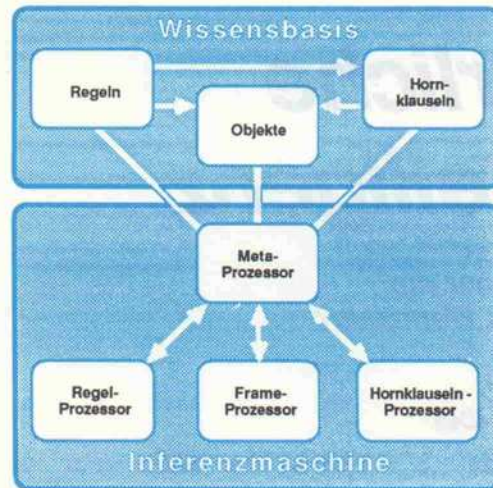 Wissensbasis
Regeln
Horn-
klauseln
Objekte
Meta-
Prozessor
Regel-
Prozessor
Frame-
Prozessor
Hornklauseln-
Prozessor
Inferenzmaschine